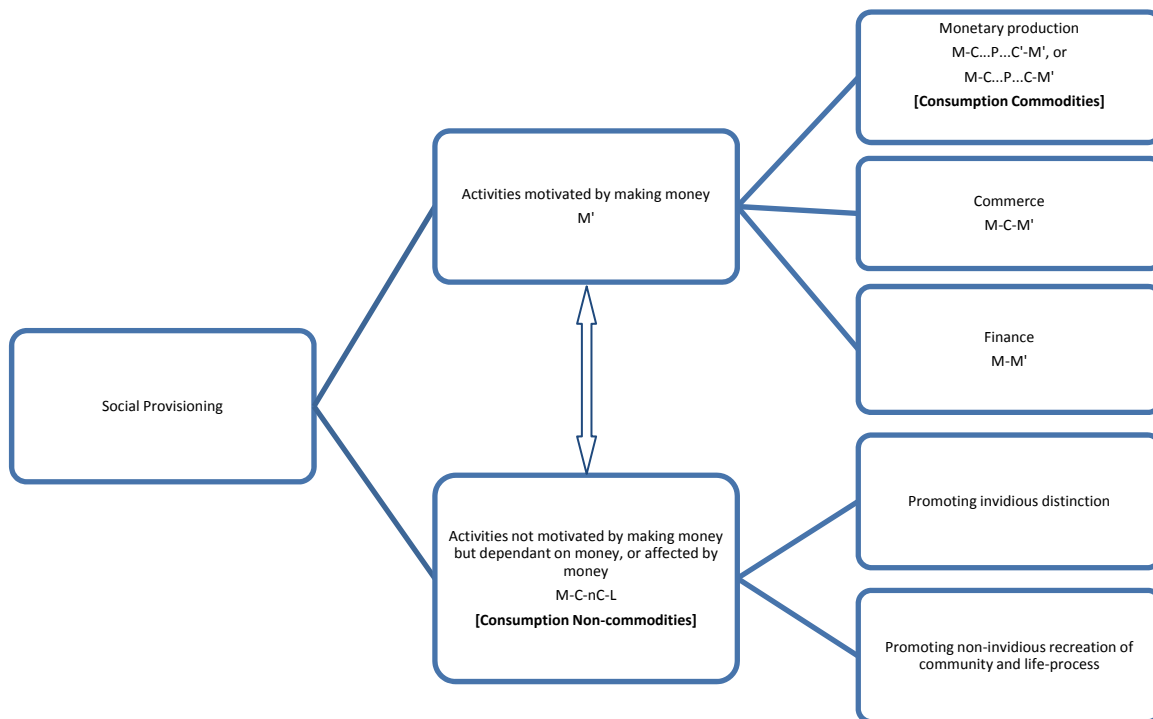 Social Provisioning
Activities motivated by making money
M'
Activities not motivated by making money
but dependant on money, or affected by
money
M-C-nC-L
[Consumption Non-commodities]
Monetary production
M-C...P...C'-M', or
M-C...P...C-M'
[Consumption Commodities]
Commerce
M-C-M'
Finance
M-M'
Promoting invidious distinction
Promoting non-invidious recreation of
community and life-process